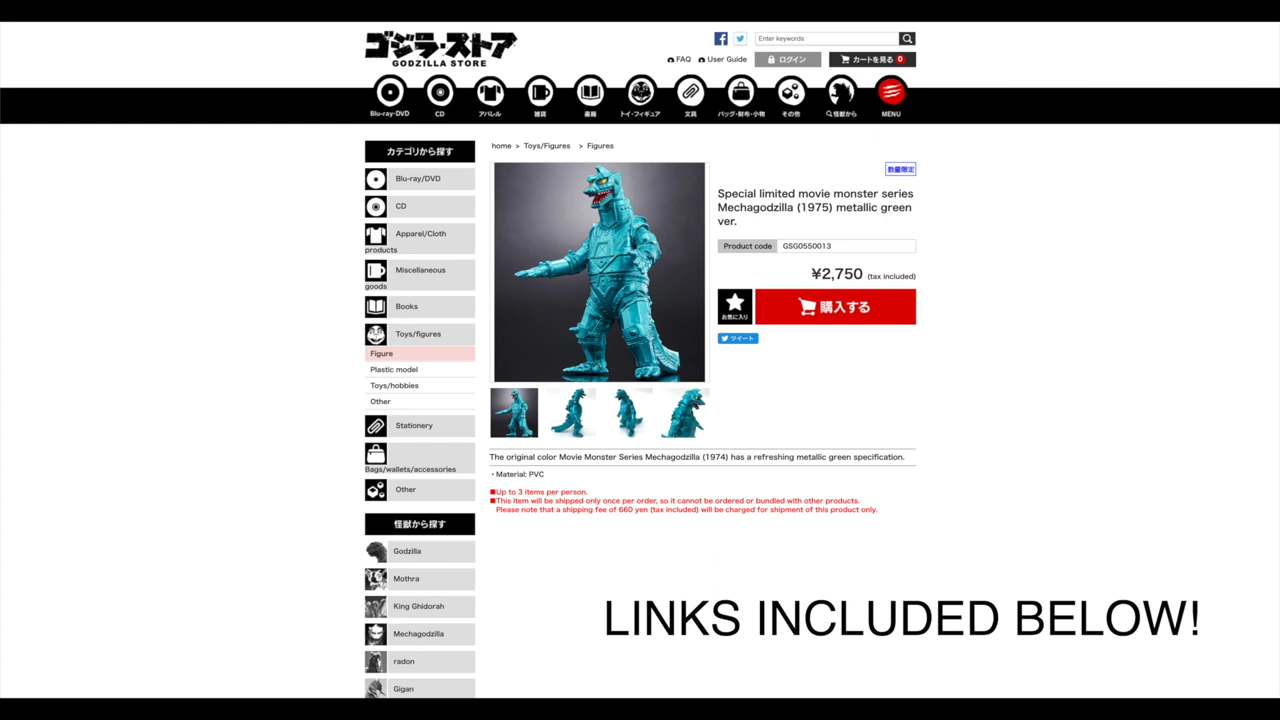 ゴジラ・ストア
GODZILLA STORE
Enter keywords
FAQ
User Guide
ログイン
カートを見る 0
Blu-ray・DVD
CD
アパレル
雑貨
書籍
トイ・フィギュア
文具
バッグ・財布・小物
その他
怪獣から
MENU
カテゴリから探す
Blu-ray/DVD
CD
Apparel/Cloth
products
Miscellaneous
goods
Books
Toys/figures
Figure
Plastic model
Toys/hobbies
Other
Stationery
Bags/wallets/accessories
Other
怪獣から探す
Godzilla
Mothra
King Ghidorah
Mechagodzilla
radon
Gigan
home > Toys/Figures > Figures
数量限定
Special limited movie monster series
Mechagodzilla (1975) metallic green
ver.
Product code GSG0550013
¥2,750 (tax included)
お気に入り
購入する
ツイート
The original color Movie Monster Series Mechagodzilla (1974) has a refreshing metallic green specification.
・Material: PVC
■Up to 3 items per person.
■This item will be shipped only once per order, so it cannot be ordered or bundled with other products.
Please note that a shipping fee of 660 yen (tax included) will be charged for shipment of this product only.
LINKS INCLUDED BELOW!